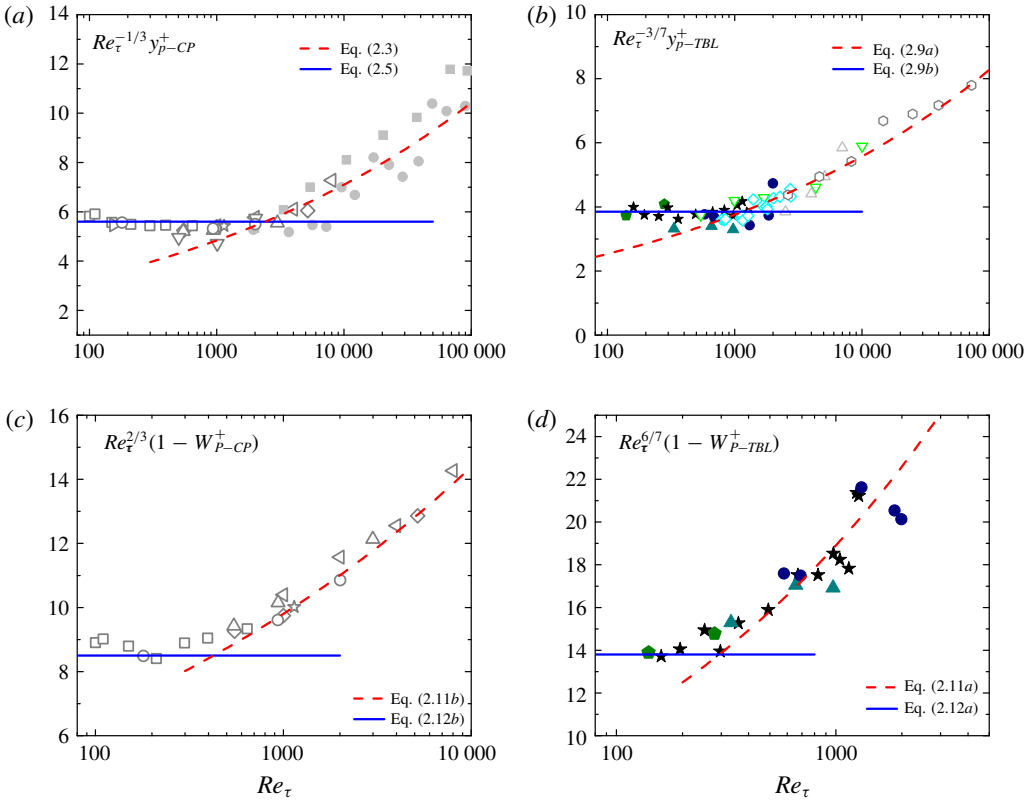 (a)
Re_τ^{-1/3} y^+_{p-CP}
Eq. (2.3)
Eq. (2.5)
14
12
10
8
6
4
2
100
1000
10 000
100 000
(b)
Re_τ^{-3/7} y^+_{p-TBL}
Eq. (2.9a)
Eq. (2.9b)
10
8
6
4
2
0
100
1000
10 000
100 000
(c)
Re_τ^{2/3}(1 − W^+_{P-CP})
Eq. (2.11b)
Eq. (2.12b)
16
14
12
10
8
6
100
1000
10 000
Re_τ
(d)
Re_τ^{6/7}(1 − W^+_{P-TBL})
Eq. (2.11a)
Eq. (2.12a)
24
22
20
18
16
14
12
10
100
1000
Re_τ